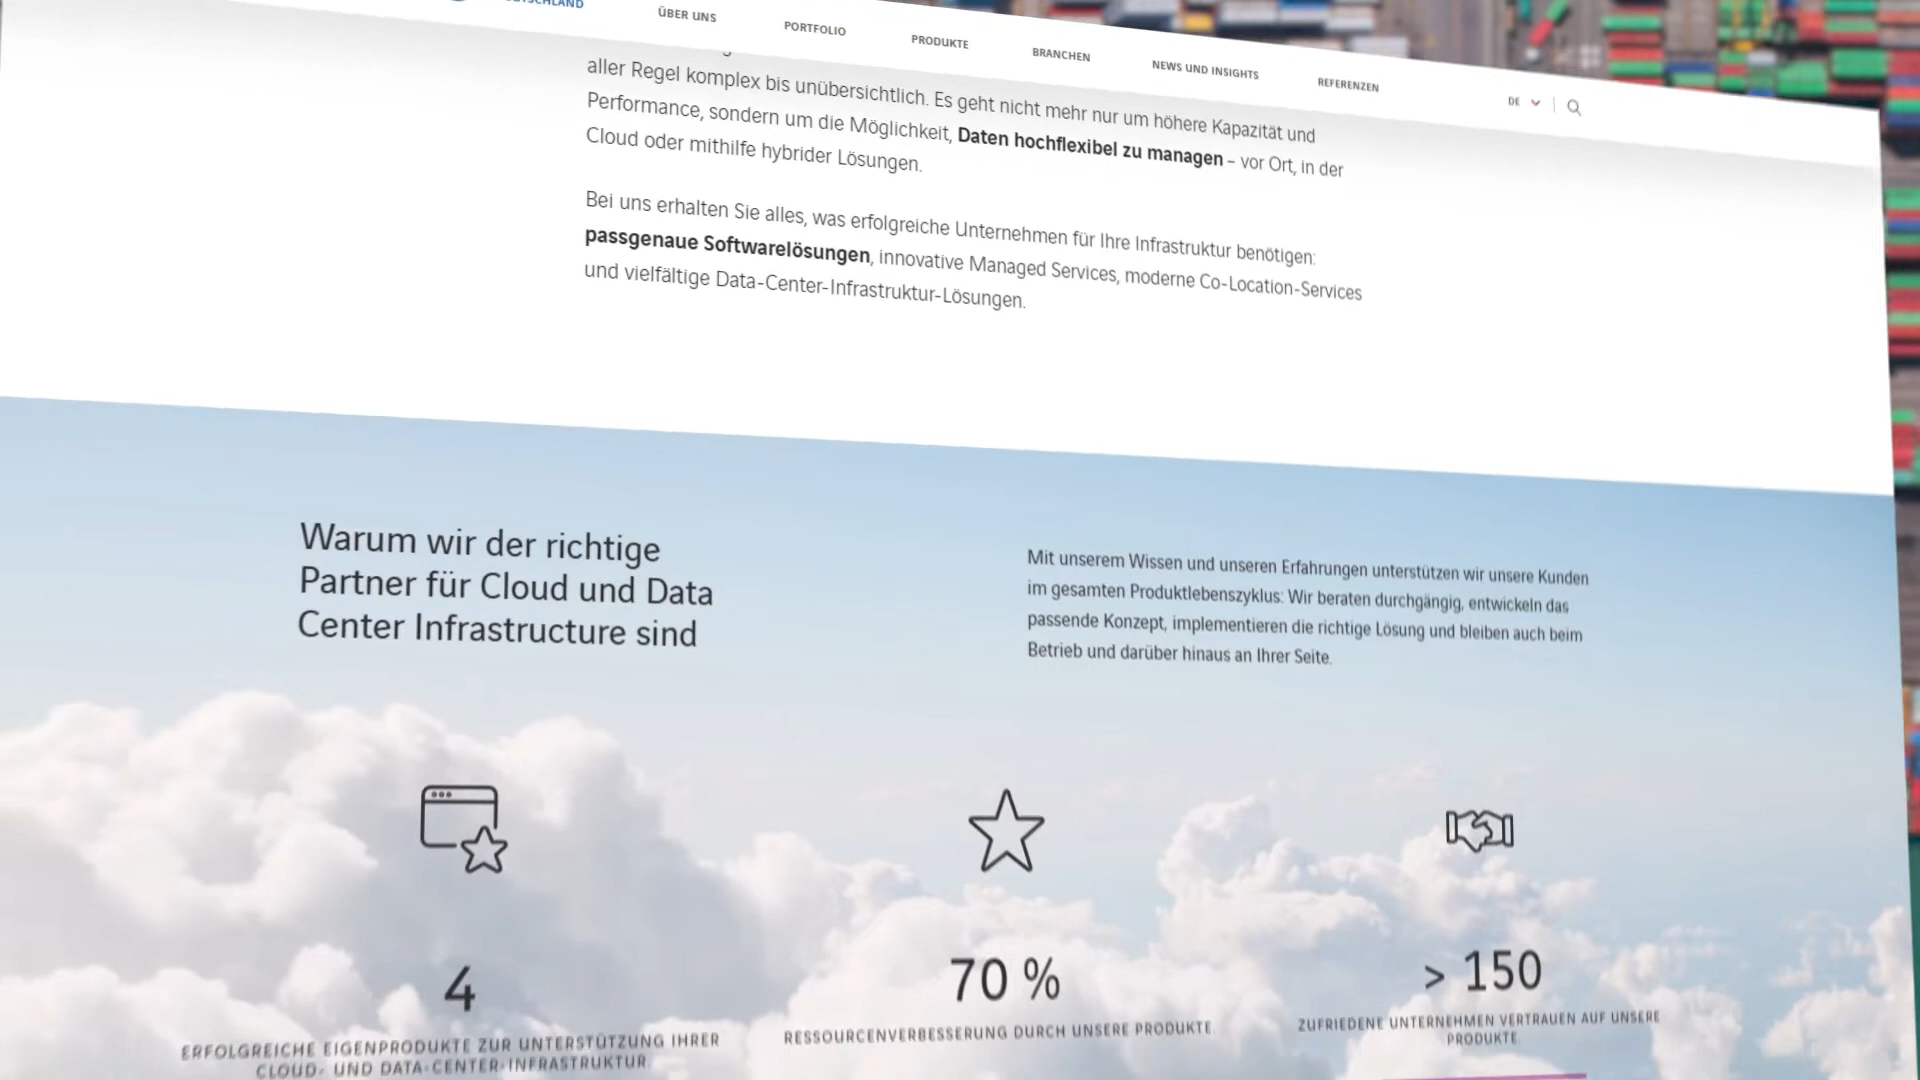 ÜBER UNS
PORTFOLIO
PRODUKTE
BRANCHEN
NEWS UND INSIGHTS
REFERENZEN
DE
aller Regel komplex bis unübersichtlich. Es geht nicht mehr nur um höhere Kapazität und
Performance, sondern um die Möglichkeit, Daten hochflexibel zu managen – vor Ort, in der
Cloud oder mithilfe hybrider Lösungen.
Bei uns erhalten Sie alles, was erfolgreiche Unternehmen für Ihre Infrastruktur benötigen:
passgenaue Softwarelösungen, innovative Managed Services, moderne Co-Location-Services
und vielfältige Data-Center-Infrastruktur-Lösungen.
Warum wir der richtige
Partner für Cloud und Data
Center Infrastructure sind
Mit unserem Wissen und unseren Erfahrungen unterstützen wir unsere Kunden
im gesamten Produktlebenszyklus: Wir beraten durchgängig, entwickeln das
passende Konzept, implementieren die richtige Lösung und bleiben auch beim
Betrieb und darüber hinaus an Ihrer Seite.
4
ERFOLGREICHE EIGENPRODUKTE ZUR UNTERSTÜTZUNG IHRER
CLOUD- UND DATA-CENTER-INFRASTRUKTUR.
70 %
RESSOURCENVERBESSERUNG DURCH UNSERE PRODUKTE.
> 150
ZUFRIEDENE UNTERNEHMEN VERTRAUEN AUF UNSERE
PRODUKTE.